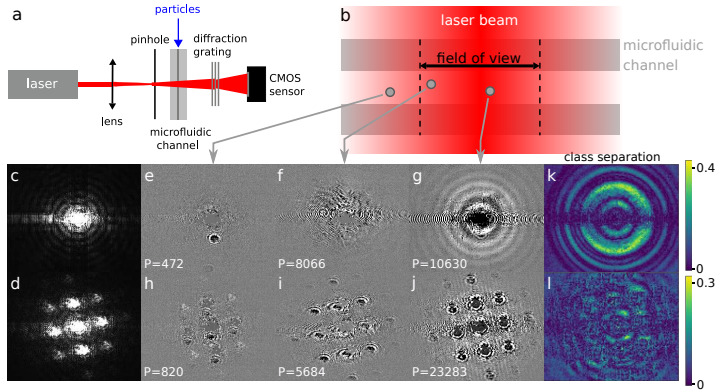 a
particles
pinhole
diffraction
grating
laser
CMOS
sensor
lens
microfluidic
channel
b
laser beam
field of view
microfluidic
channel
class separation
c
e
P=472
f
P=8066
g
P=10630
k
0.4
0
d
h
P=820
i
P=5684
j
P=23283
l
0.3
0